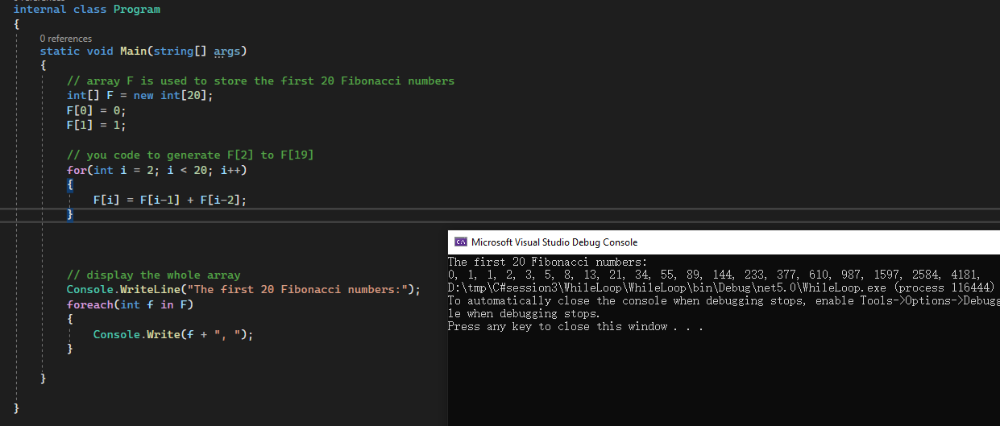 internal class Program
{
0 references
static void Main(string[] args)
{
// array F is used to store the first 20 Fibonacci numbers
int[] F = new int[20];
F[0] = 0;
F[1] = 1;
// you code to generate F[2] to F[19]
for(int i = 2; i < 20; i++)
{
F[i] = F[i-1] + F[i-2];
}
// display the whole array
Console.WriteLine("The first 20 Fibonacci numbers:");
foreach(int f in F)
{
Console.Write(f + ", ");
}
}
}
Microsoft Visual Studio Debug Console
The first 20 Fibonacci numbers:
0, 1, 1, 2, 3, 5, 8, 13, 21, 34, 55, 89, 144, 233, 377, 610, 987, 1597, 2584, 4181,
D:\tmp\C#session3\WhileLoop\WhileLoop\bin\Debug\net5.0\WhileLoop.exe (process 116444)
To automatically close the console when debugging stops, enable Tools->Options->Debugg
le when debugging stops.
Press any key to close this window . . .